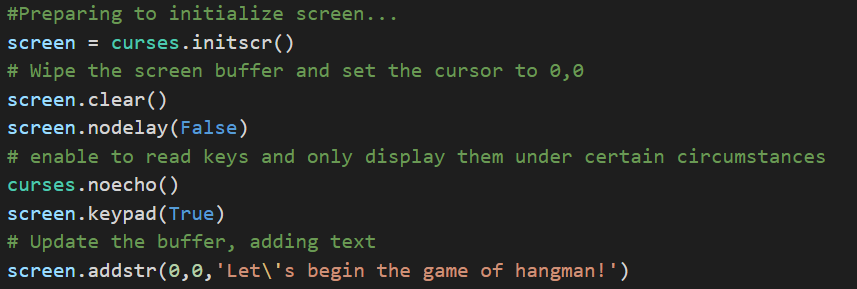 #Preparing to initialize screen...
screen = curses.initscr()
# Wipe the screen buffer and set the cursor to 0,0
screen.clear()
screen.nodelay(False)
# enable to read keys and only display them under certain circumstances
curses.noecho()
screen.keypad(True)
# Update the buffer, adding text
screen.addstr(0,0,'Let\'s begin the game of hangman!')